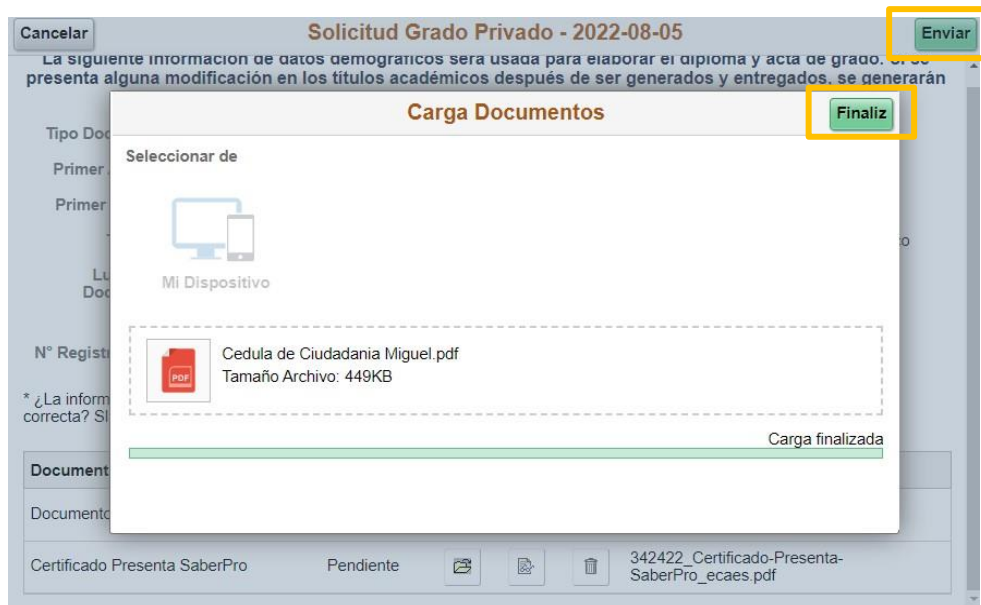 Cancelar
Solicitud Grado Privado - 2022-08-05
Enviar
La siguiente información de datos demográficos será usada para elaborar el diploma y acta de grado.
presenta alguna modificación en los títulos académicos después de ser generados y entregados, se generarán
Carga Documentos
Finaliz
Tipo Doc
Seleccionar de
Primer
Primer
Mi Dispositivo
Lu
Doc
N° Regist
Cedula de Ciudadania Miguel.pdf
PDF
Tamaño Archivo: 449KB
* ¿La inform
correcta? SI
Carga finalizada
Document
Documento
Certificado Presenta SaberPro
Pendiente
342422_Certificado-Presenta-
SaberPro_ecaes.pdf